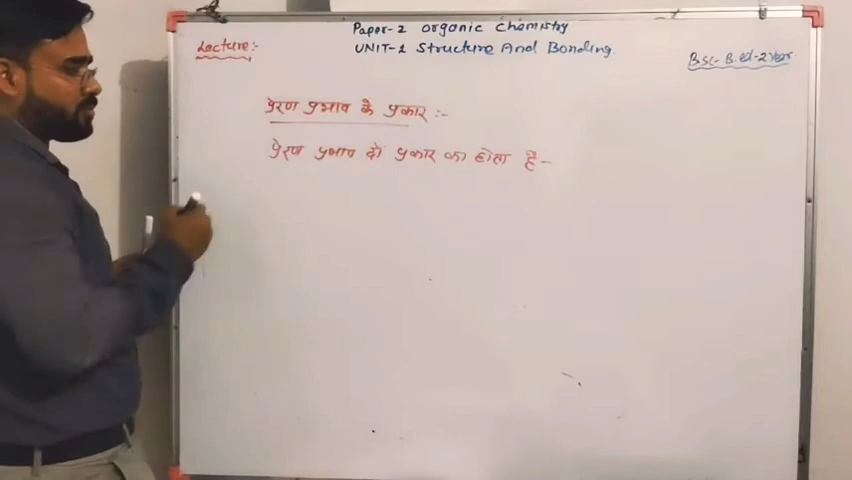 Paper-2 Organic Chemistry
Lecture:-
UNIT-1 Structure And Bonding.
BSC-B.ed-2Year
प्रेरण प्रभाव के प्रकार :-
प्रेरण प्रभाव दो प्रकार का होता है-